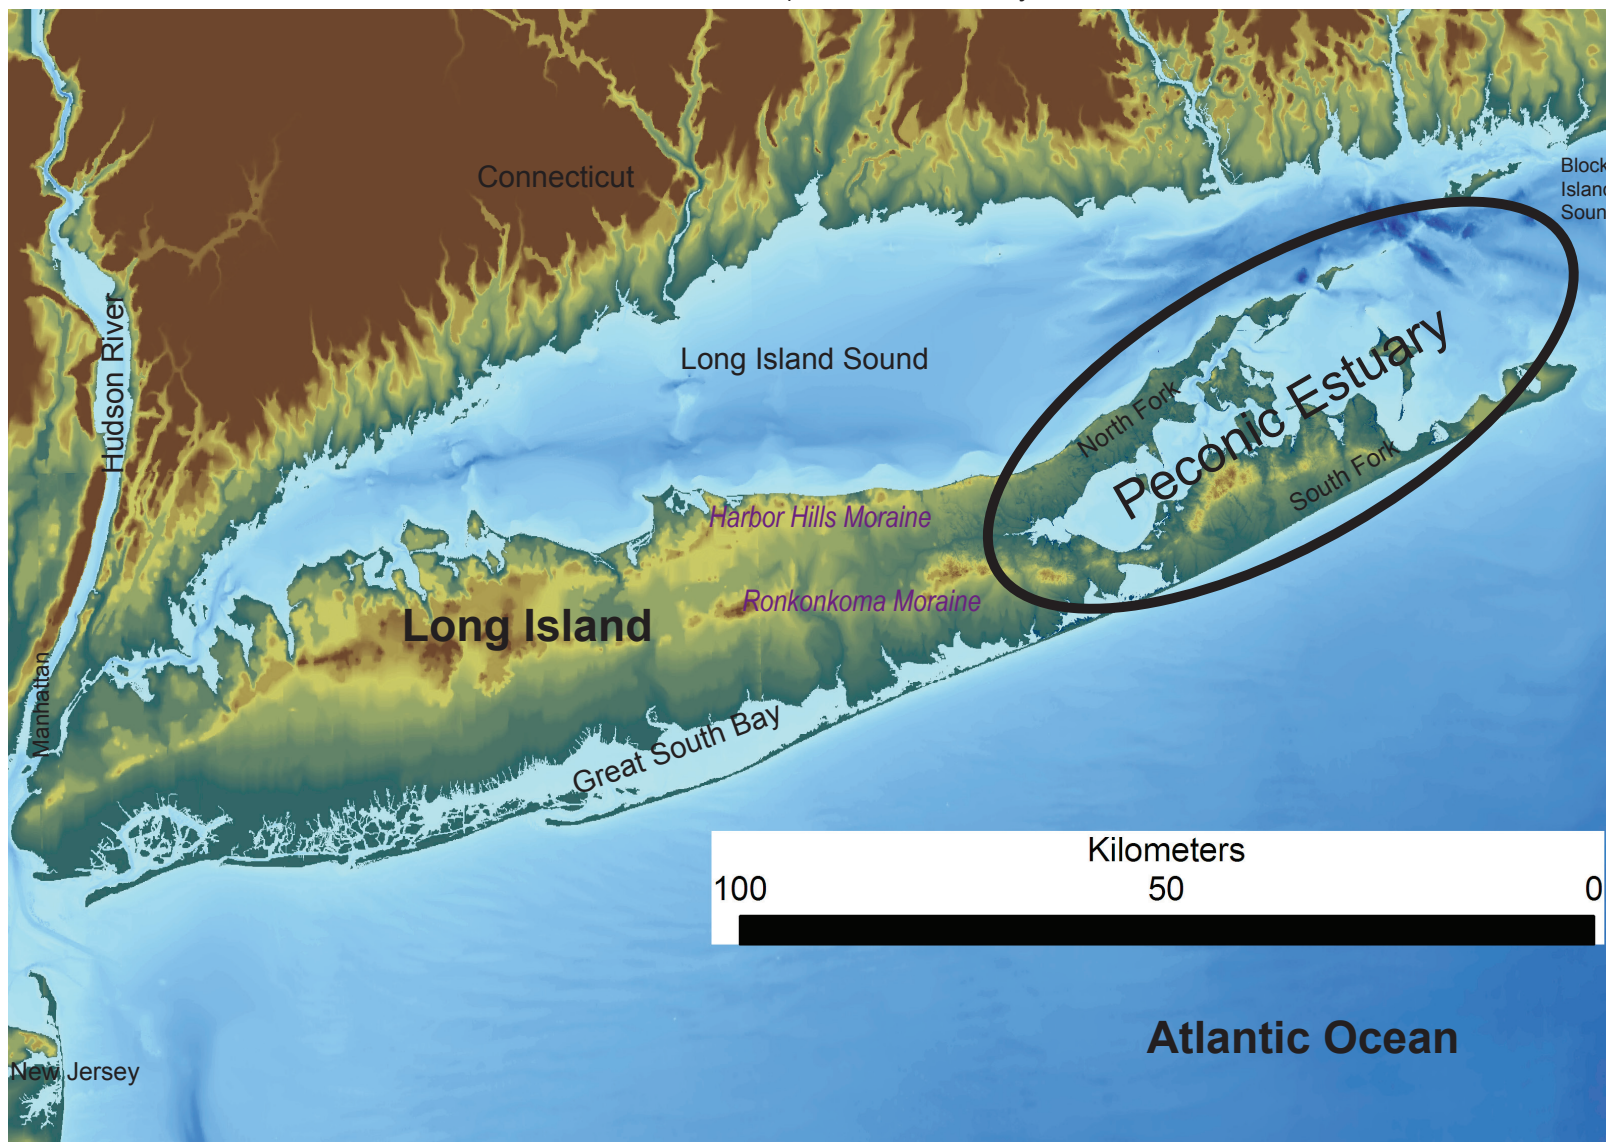 Connecticut
Block
Island
Soun
Hudson River
Long Island Sound
North Fork
Peconic Estuary
South Fork
Harbor Hills Moraine
Ronkonkoma Moraine
Long Island
Manhattan
Great South Bay
Kilometers
100 50 0
Atlantic Ocean
New Jersey